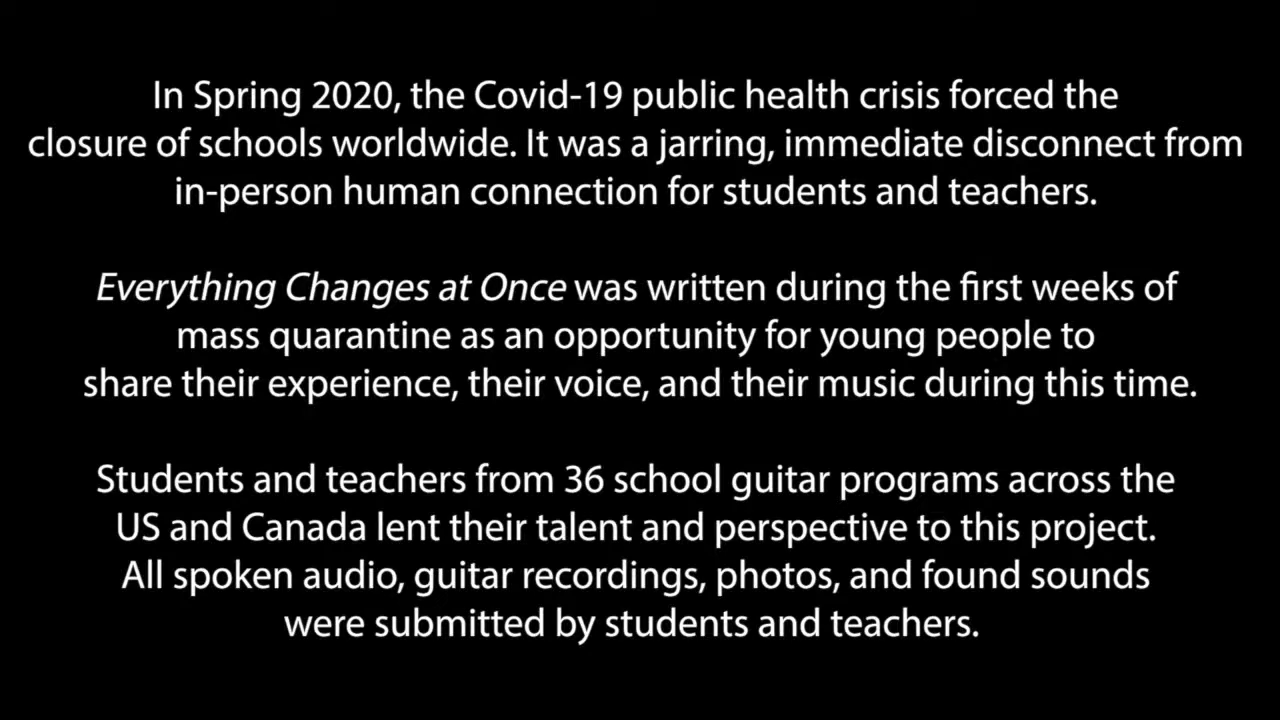 In Spring 2020, the Covid-19 public health crisis forced the
closure of schools worldwide. It was a jarring, immediate disconnect from
in-person human connection for students and teachers.
Everything Changes at Once was written during the first weeks of
mass quarantine as an opportunity for young people to
share their experience, their voice, and their music during this time.
Students and teachers from 36 school guitar programs across the
US and Canada lent their talent and perspective to this project.
All spoken audio, guitar recordings, photos, and found sounds
were submitted by students and teachers.